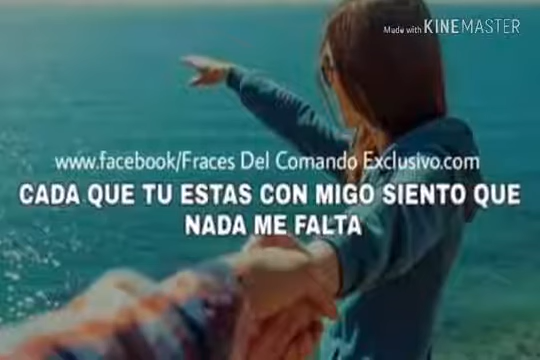 Made with KINEMASTER
www.facebook/Fraces Del Comando Exclusivo.com
CADA QUE TU ESTAS CON MIGO SIENTO QUE
NADA ME FALTA